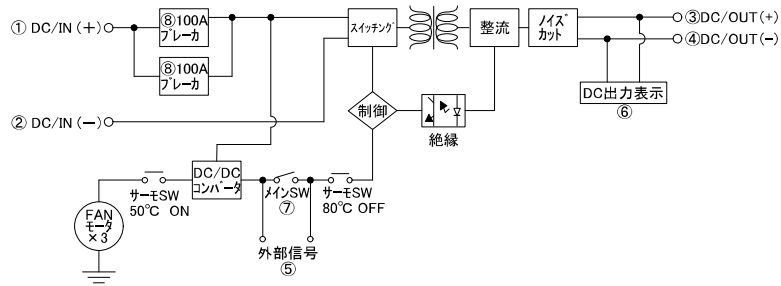 ① DC/IN (+)
⑧100A
ブレーカ
⑧100A
ブレーカ
スイッチング
整流
ノイズ
カット
③DC/OUT(+)
④DC/OUT(-)
DC出力表示
⑥
② DC/IN (-)
制御
絶縁
DC/DC
コンバータ
サーモSW
50℃ ON
メインSW
⑦
サーモSW
80℃ OFF
FAN
モータ
×3
外部信号
⑤